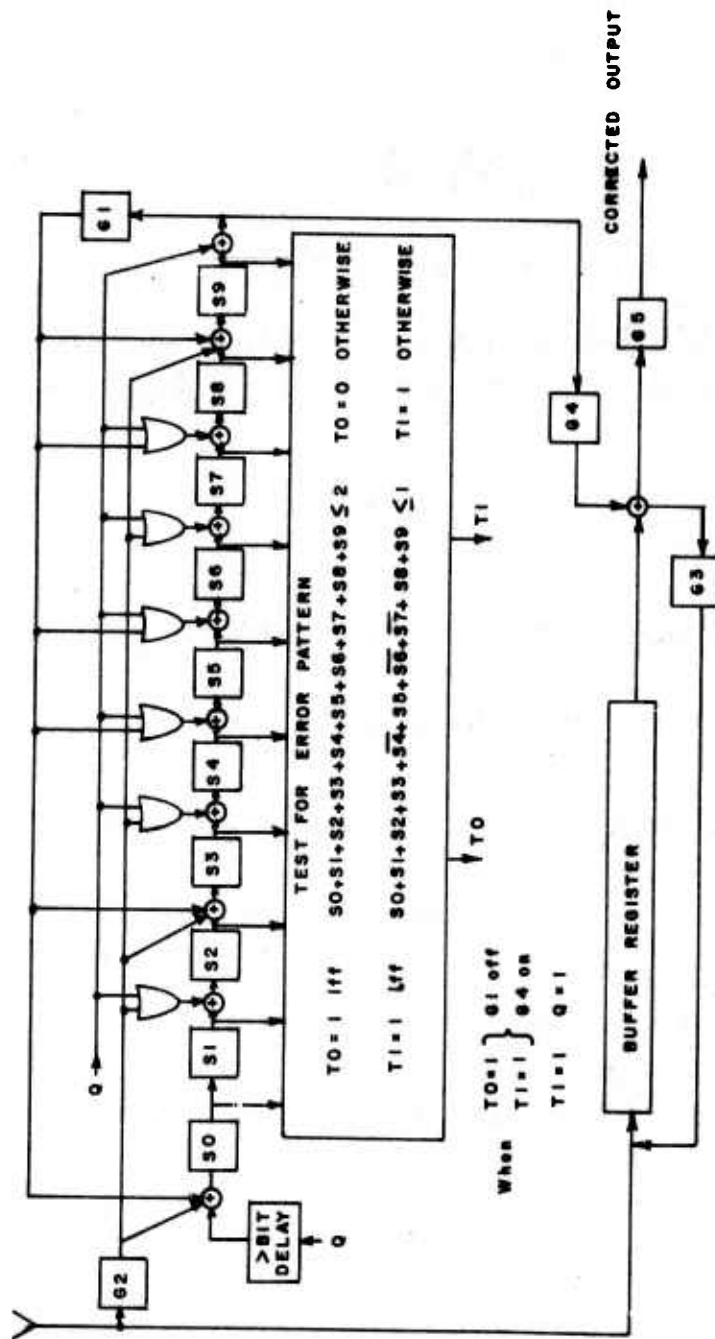 G1
Q
G2
S0
S1
S2
S3
S4
S5
S6
S7
S8
S9
>BIT
DELAY
Q
TEST FOR ERROR PATTERN
T0 = 1 Iff S0+S1+S2+S3+S4+S5+S6+S7+S8+S9 ≤ 2 T0 = 0 OTHERWISE
T1 = 1 Iff S0+S1+S2+S3+S̅4̅+S5+S̅6̅+S̅7̅+S8+S9 ≤ 1 T1 = 1 OTHERWISE
T0
T1
When T0=1 } G1 off
T1=1 } G4 on
T1=1 Q=1
G4
G5
CORRECTED OUTPUT
BUFFER REGISTER
G3